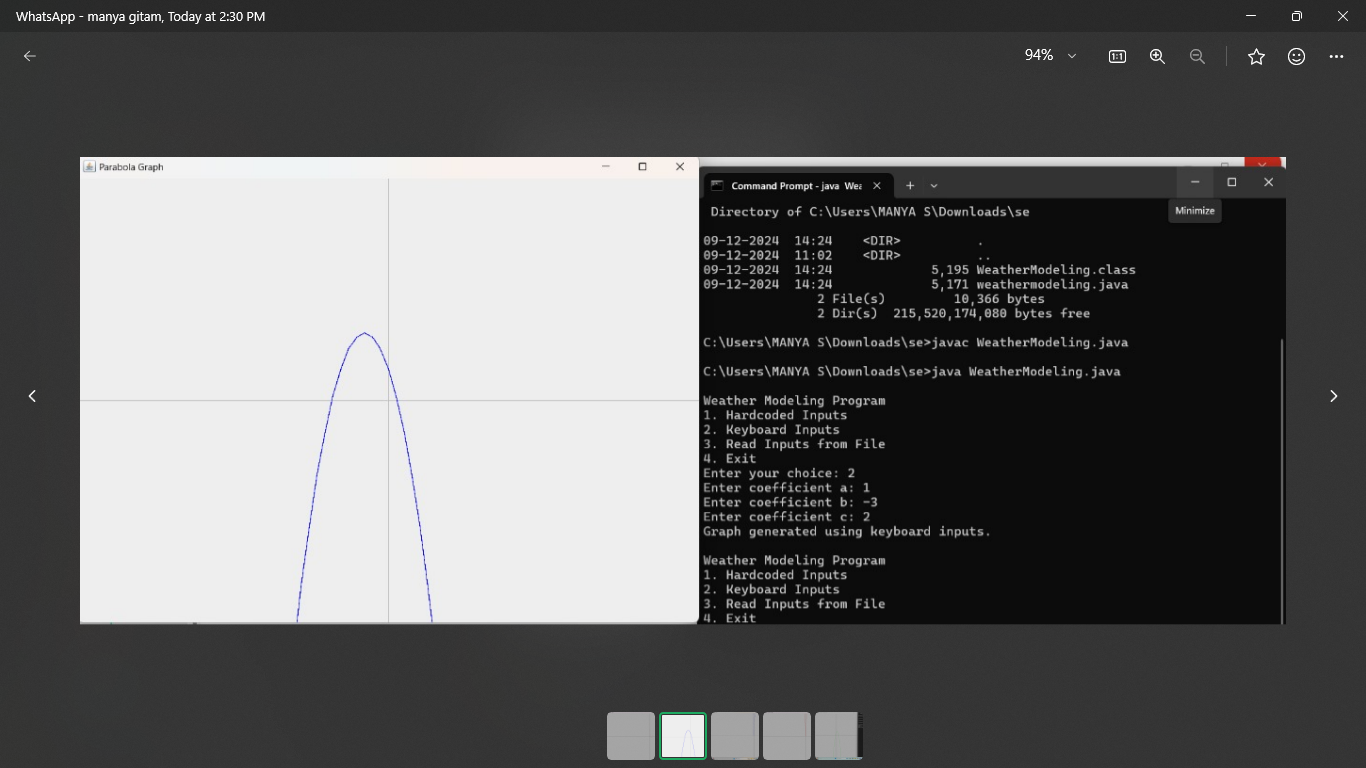 WhatsApp - manya gitam, Today at 2:30 PM
94%
1:1
Parabola Graph
Command Prompt - java Wea
Minimize
Directory of C:\Users\MANYA S\Downloads\se
09-12-2024 14:24 <DIR> .
09-12-2024 11:02 <DIR> ..
09-12-2024 14:24 5,195 WeatherModeling.class
09-12-2024 14:24 5,171 weathermodeling.java
2 File(s) 10,366 bytes
2 Dir(s) 215,520,174,080 bytes free
C:\Users\MANYA S\Downloads\se>javac WeatherModeling.java
C:\Users\MANYA S\Downloads\se>java WeatherModeling.java
Weather Modeling Program
1. Hardcoded Inputs
2. Keyboard Inputs
3. Read Inputs from File
4. Exit
Enter your choice: 2
Enter coefficient a: 1
Enter coefficient b: -3
Enter coefficient c: 2
Graph generated using keyboard inputs.
Weather Modeling Program
1. Hardcoded Inputs
2. Keyboard Inputs
3. Read Inputs from File
4. Exit